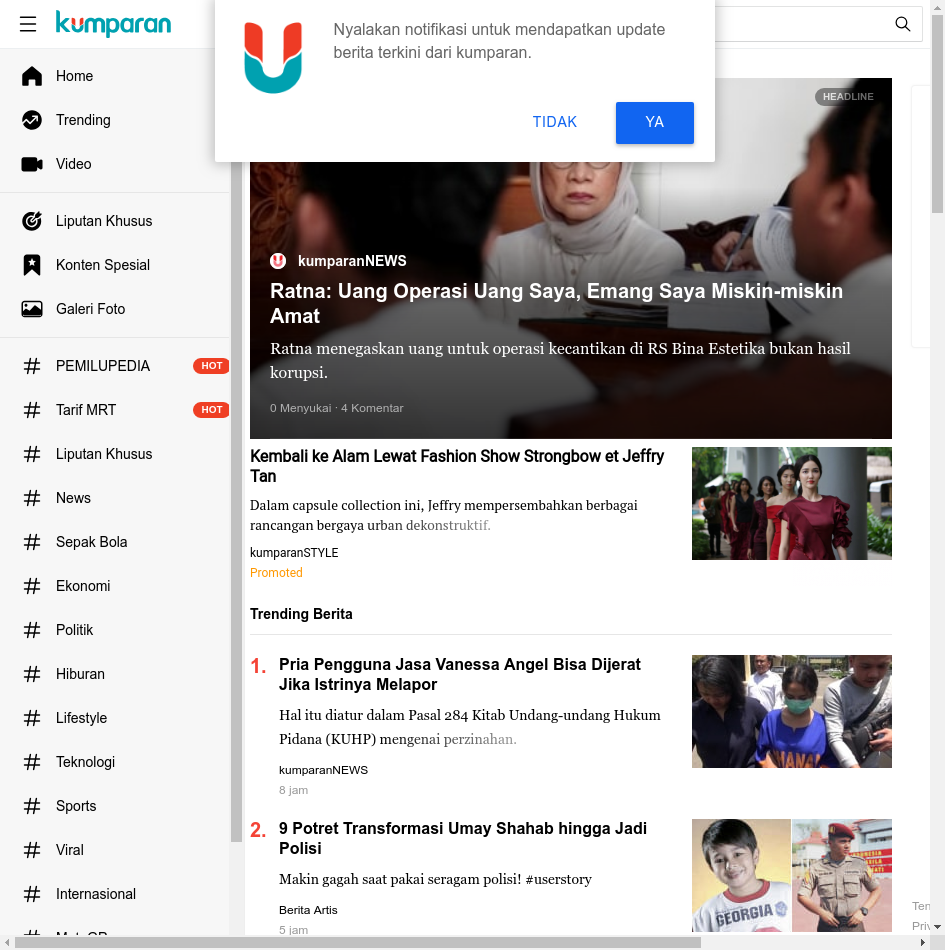 kumparan
Nyalakan notifikasi untuk mendapatkan update
berita terkini dari kumparan.
TIDAK
YA
Home
Trending
Video
Liputan Khusus
Konten Spesial
Galeri Foto
# PEMILUPEDIA HOT
# Tarif MRT HOT
# Liputan Khusus
# News
# Sepak Bola
# Ekonomi
# Politik
# Hiburan
# Lifestyle
# Teknologi
# Sports
# Viral
# Internasional
HEADLINE
kumparanNEWS
Ratna: Uang Operasi Uang Saya, Emang Saya Miskin-miskin
Amat
Ratna menegaskan uang untuk operasi kecantikan di RS Bina Estetika bukan hasil
korupsi.
0 Menyukai · 4 Komentar
Kembali ke Alam Lewat Fashion Show Strongbow et Jeffry
Tan
Dalam capsule collection ini, Jeffry mempersembahkan berbagai
rancangan bergaya urban dekonstruktif.
kumparanSTYLE
Promoted
Trending Berita
1. Pria Pengguna Jasa Vanessa Angel Bisa Dijerat
Jika Istrinya Melapor
Hal itu diatur dalam Pasal 284 Kitab Undang-undang Hukum
Pidana (KUHP) mengenai perzinahan.
kumparanNEWS
8 jam
2. 9 Potret Transformasi Umay Shahab hingga Jadi
Polisi
Makin gagah saat pakai seragam polisi! #userstory
Berita Artis
5 jam
GEORGIA